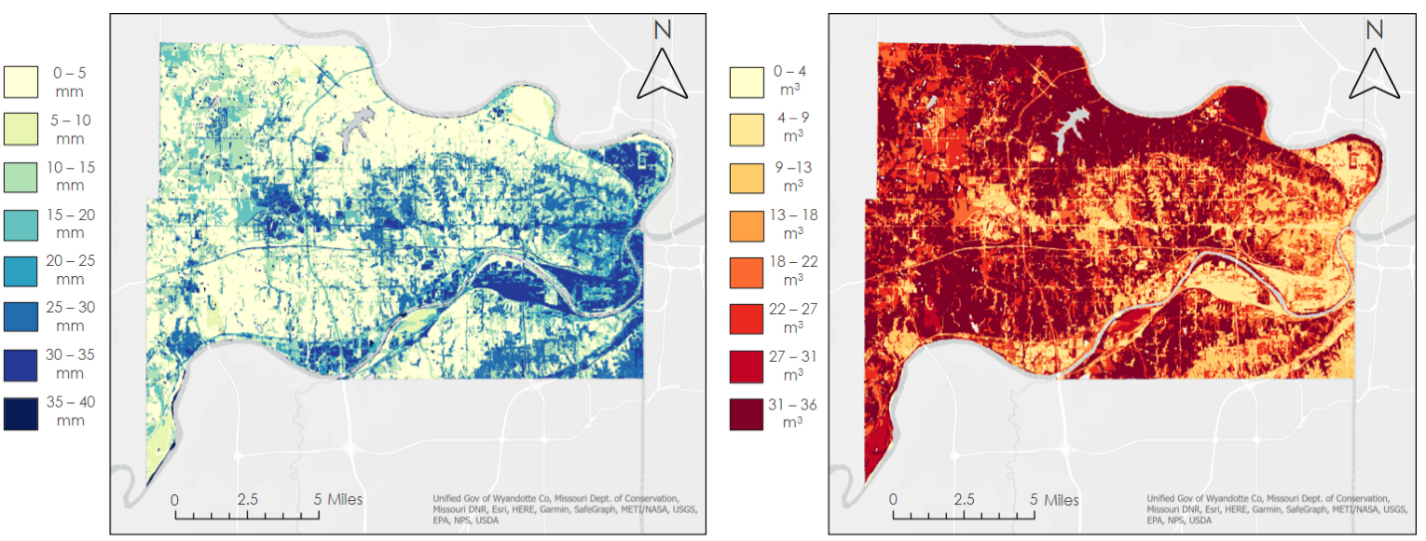 0 – 5
mm
5 – 10
mm
10 – 15
mm
15 – 20
mm
20 – 25
mm
25 – 30
mm
30 – 35
mm
35 – 40
mm
N
0 2.5 5 Miles
Unified Gov of Wyandotte Co, Missouri Dept. of Conservation,
Missouri DNR, Esri, HERE, Garmin, SafeGraph, METI/NASA, USGS,
EPA, NPS, USDA
0 – 4
m³
4 – 9
m³
9 –13
m³
13 – 18
m³
18 – 22
m³
22 – 27
m³
27 – 31
m³
31 – 36
m³
N
0 2.5 5 Miles
Unified Gov of Wyandotte Co, Missouri Dept. of Conservation,
Missouri DNR, Esri, HERE, Garmin, SafeGraph, METI/NASA, USGS,
EPA, NPS, USDA